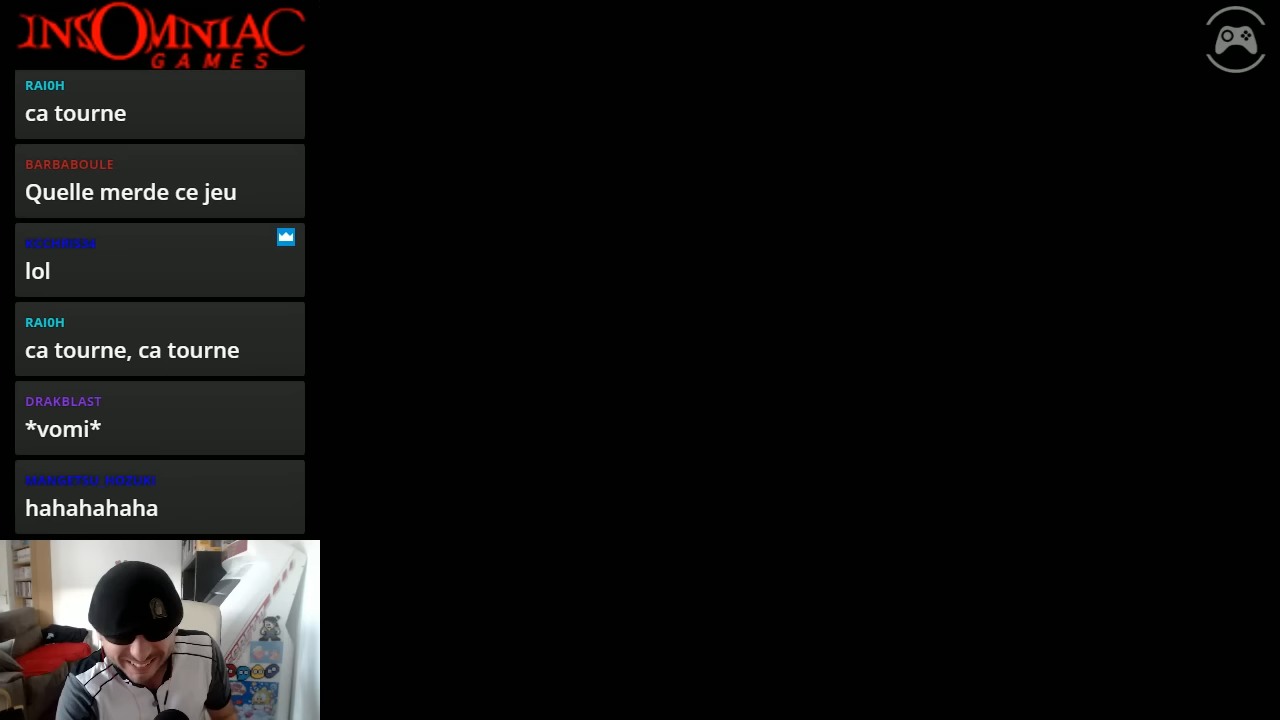 INSOMNIAC
GAMES
RAI0H
ca tourne
BARBABOULE
Quelle merde ce jeu
lol
RAI0H
ca tourne, ca tourne
DRAKBLAST
*vomi*
MANGETSU_HOZUKI
hahahahaha